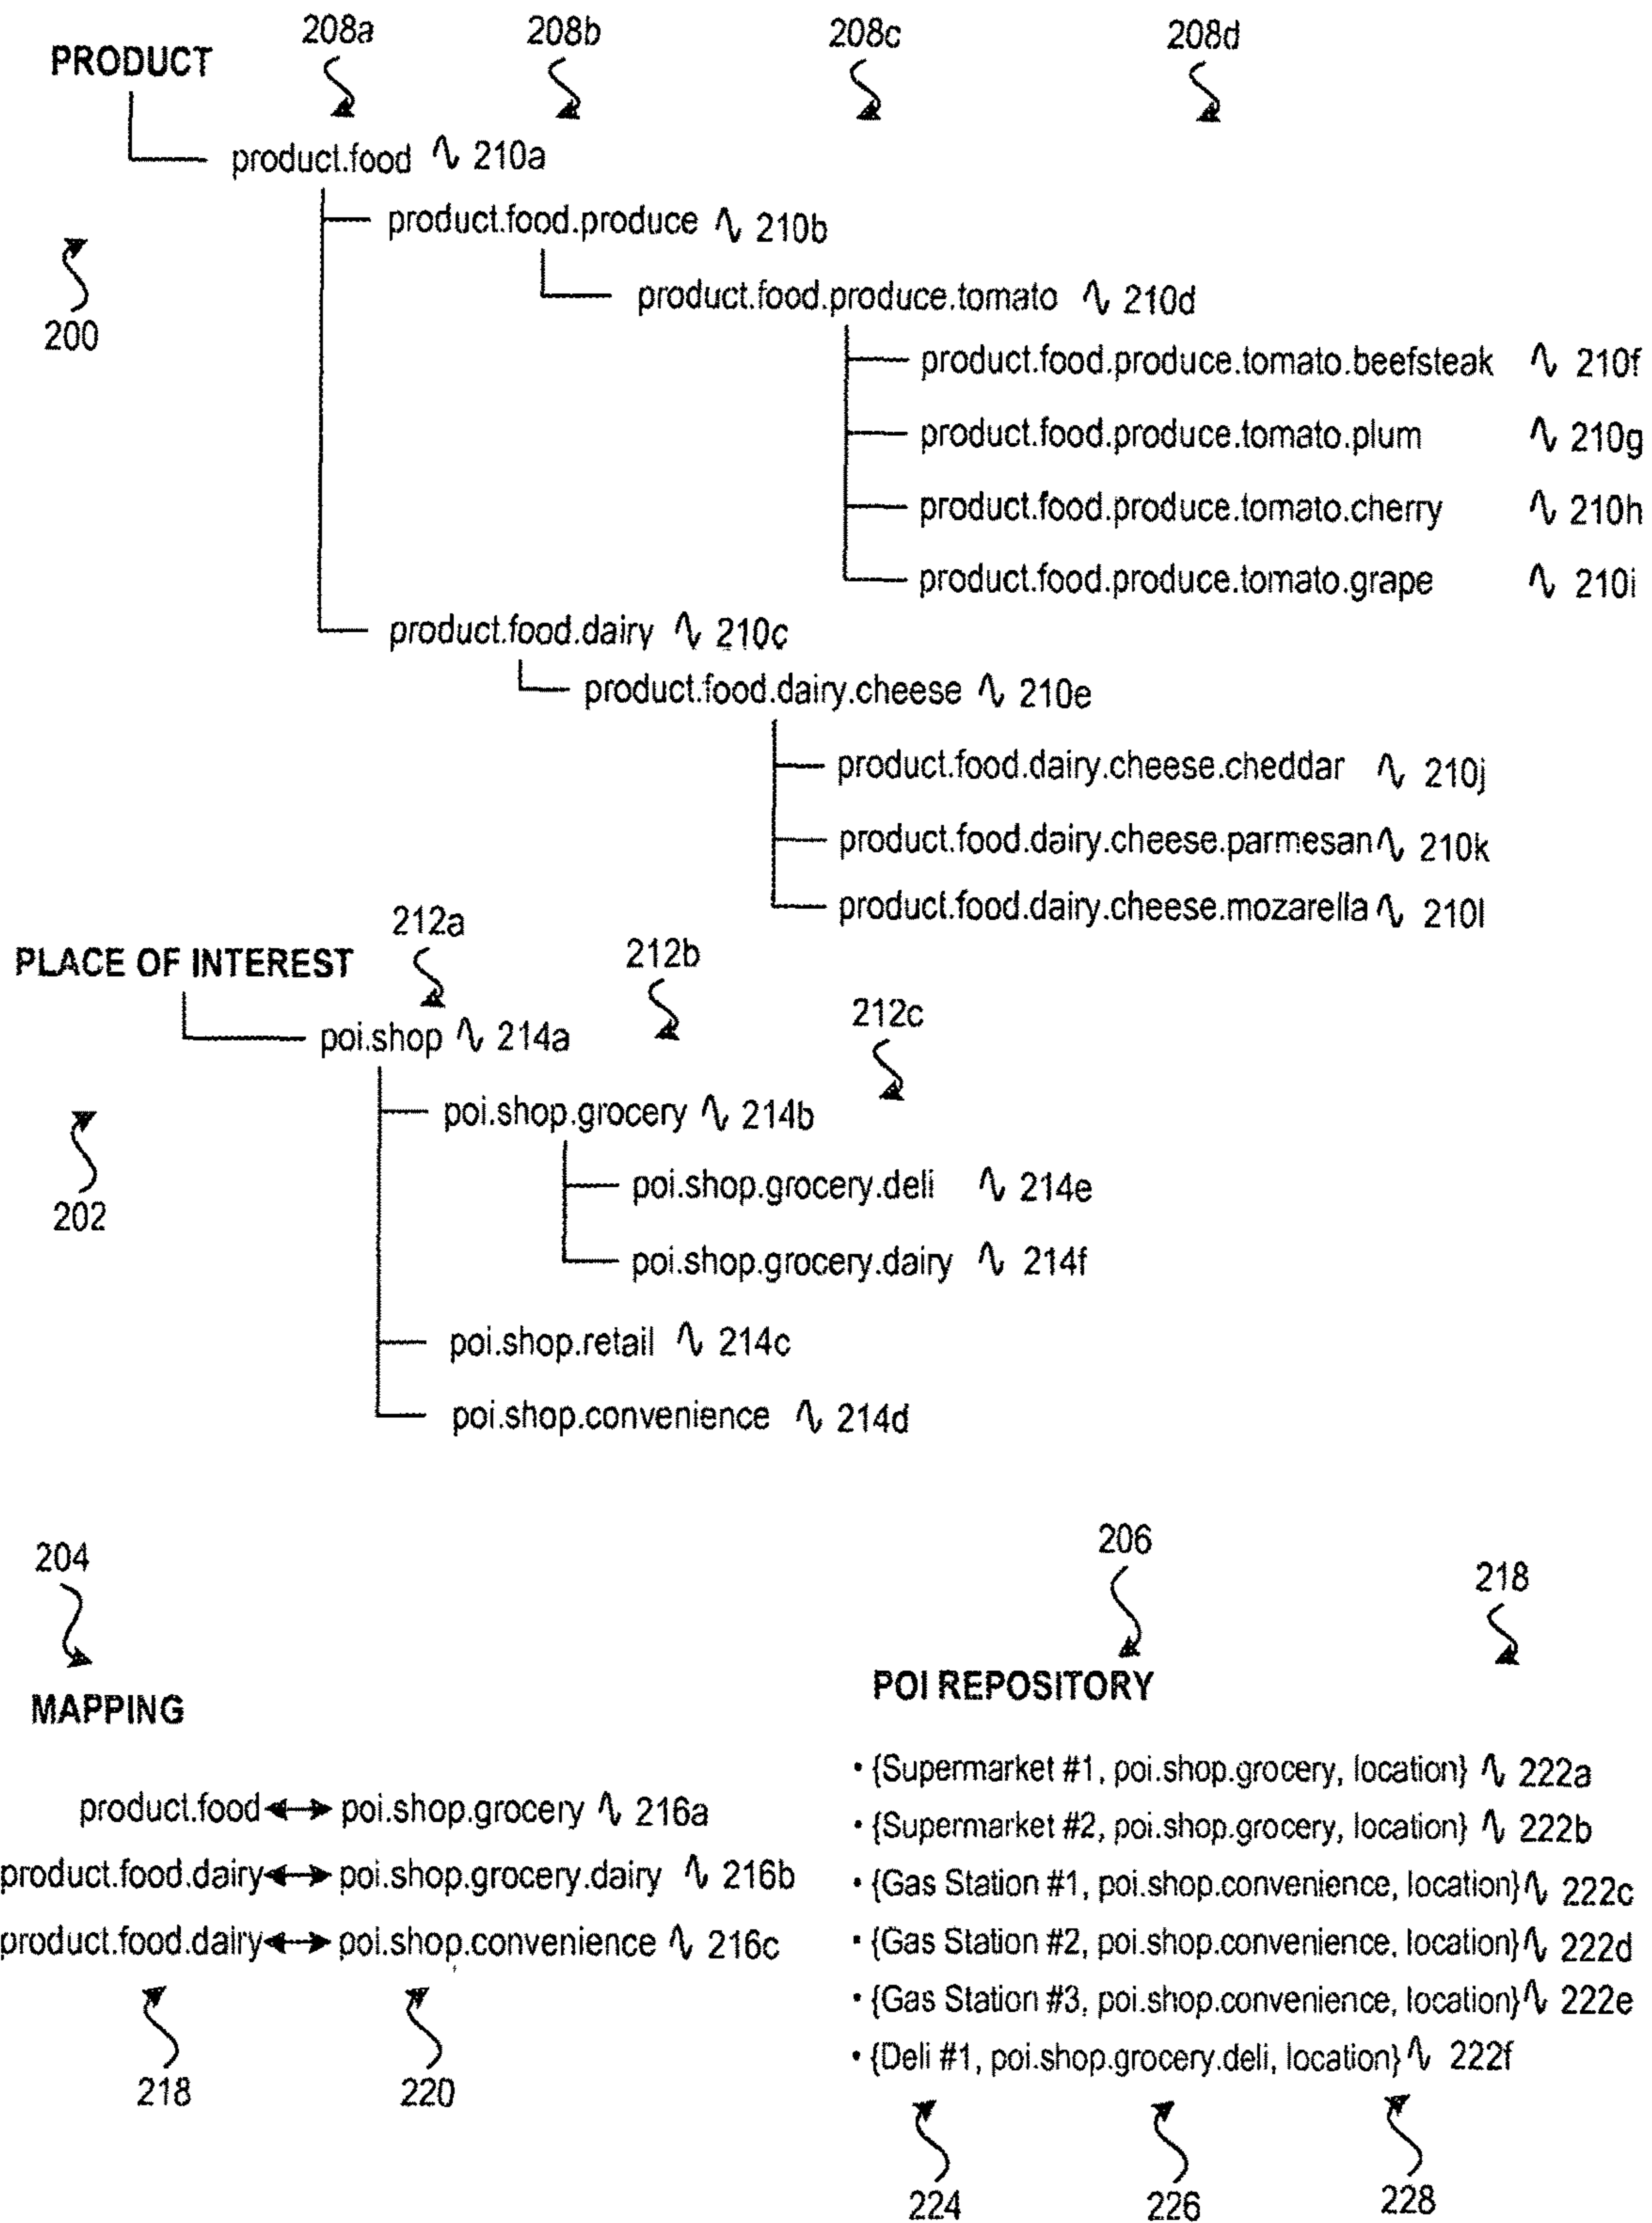 208a 208b 208c 208d
PRODUCT
product.food 210a
product.food.produce 210b
200
product.food.produce.tomato 210d
product.food.produce.tomato.beefsteak 210f
product.food.produce.tomato.plum 210g
product.food.produce.tomato.cherry 210h
product.food.produce.tomato.grape 210i
product.food.dairy 210c
product.food.dairy.cheese 210e
product.food.dairy.cheese.cheddar 210j
product.food.dairy.cheese.parmesan 210k
product.food.dairy.cheese.mozarella 210l
212a
212b
PLACE OF INTEREST
212c
poi.shop 214a
poi.shop.grocery 214b
202
poi.shop.grocery.deli 214e
poi.shop.grocery.dairy 214f
poi.shop.retail 214c
poi.shop.convenience 214d
204
MAPPING
product.food poi.shop.grocery 216a
product.food.dairy poi.shop.grocery.dairy 216b
product.food.dairy poi.shop.convenience 216c
218 220
206
218
POI REPOSITORY
• {Supermarket #1, poi.shop.grocery, location} 222a
• {Supermarket #2, poi.shop.grocery, location} 222b
• {Gas Station #1, poi.shop.convenience, location} 222c
• {Gas Station #2, poi.shop.convenience, location} 222d
• {Gas Station #3, poi.shop.convenience, location} 222e
• {Deli #1, poi.shop.grocery.deli, location} 222f
224 226 228